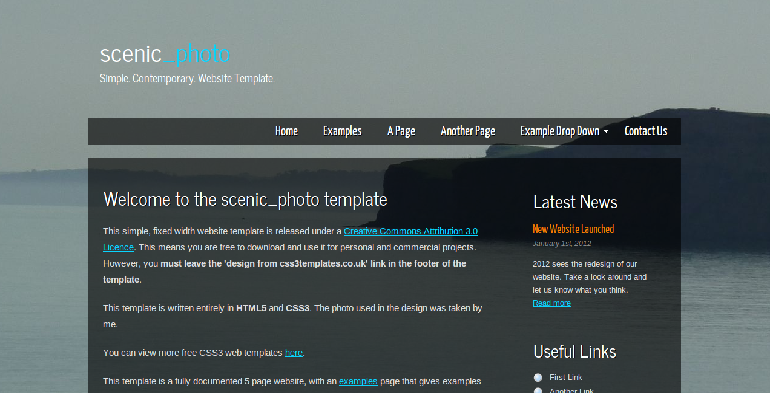 scenic_photo
Simple. Contemporary. Website Template
Home Examples A Page Another Page Example Drop Down Contact Us
Welcome to the scenic_photo template
This simple, fixed width website template is released under a Creative Commons Attribution 3.0
Licence. This means you are free to download and use it for personal and commercial projects.
However, you must leave the 'design from css3templates.co.uk' link in the footer of the
template.
This template is written entirely in HTML5 and CSS3. The photo used in the design was taken by
me.
You can view more free CSS3 web templates here.
This template is a fully documented 5 page website, with an examples page that gives examples
Latest News
New Website Launched
January 1st, 2012
2012 sees the redesign of our
website. Take a look around and
let us know what you think.
Read more
Useful Links
First Link
Another Link